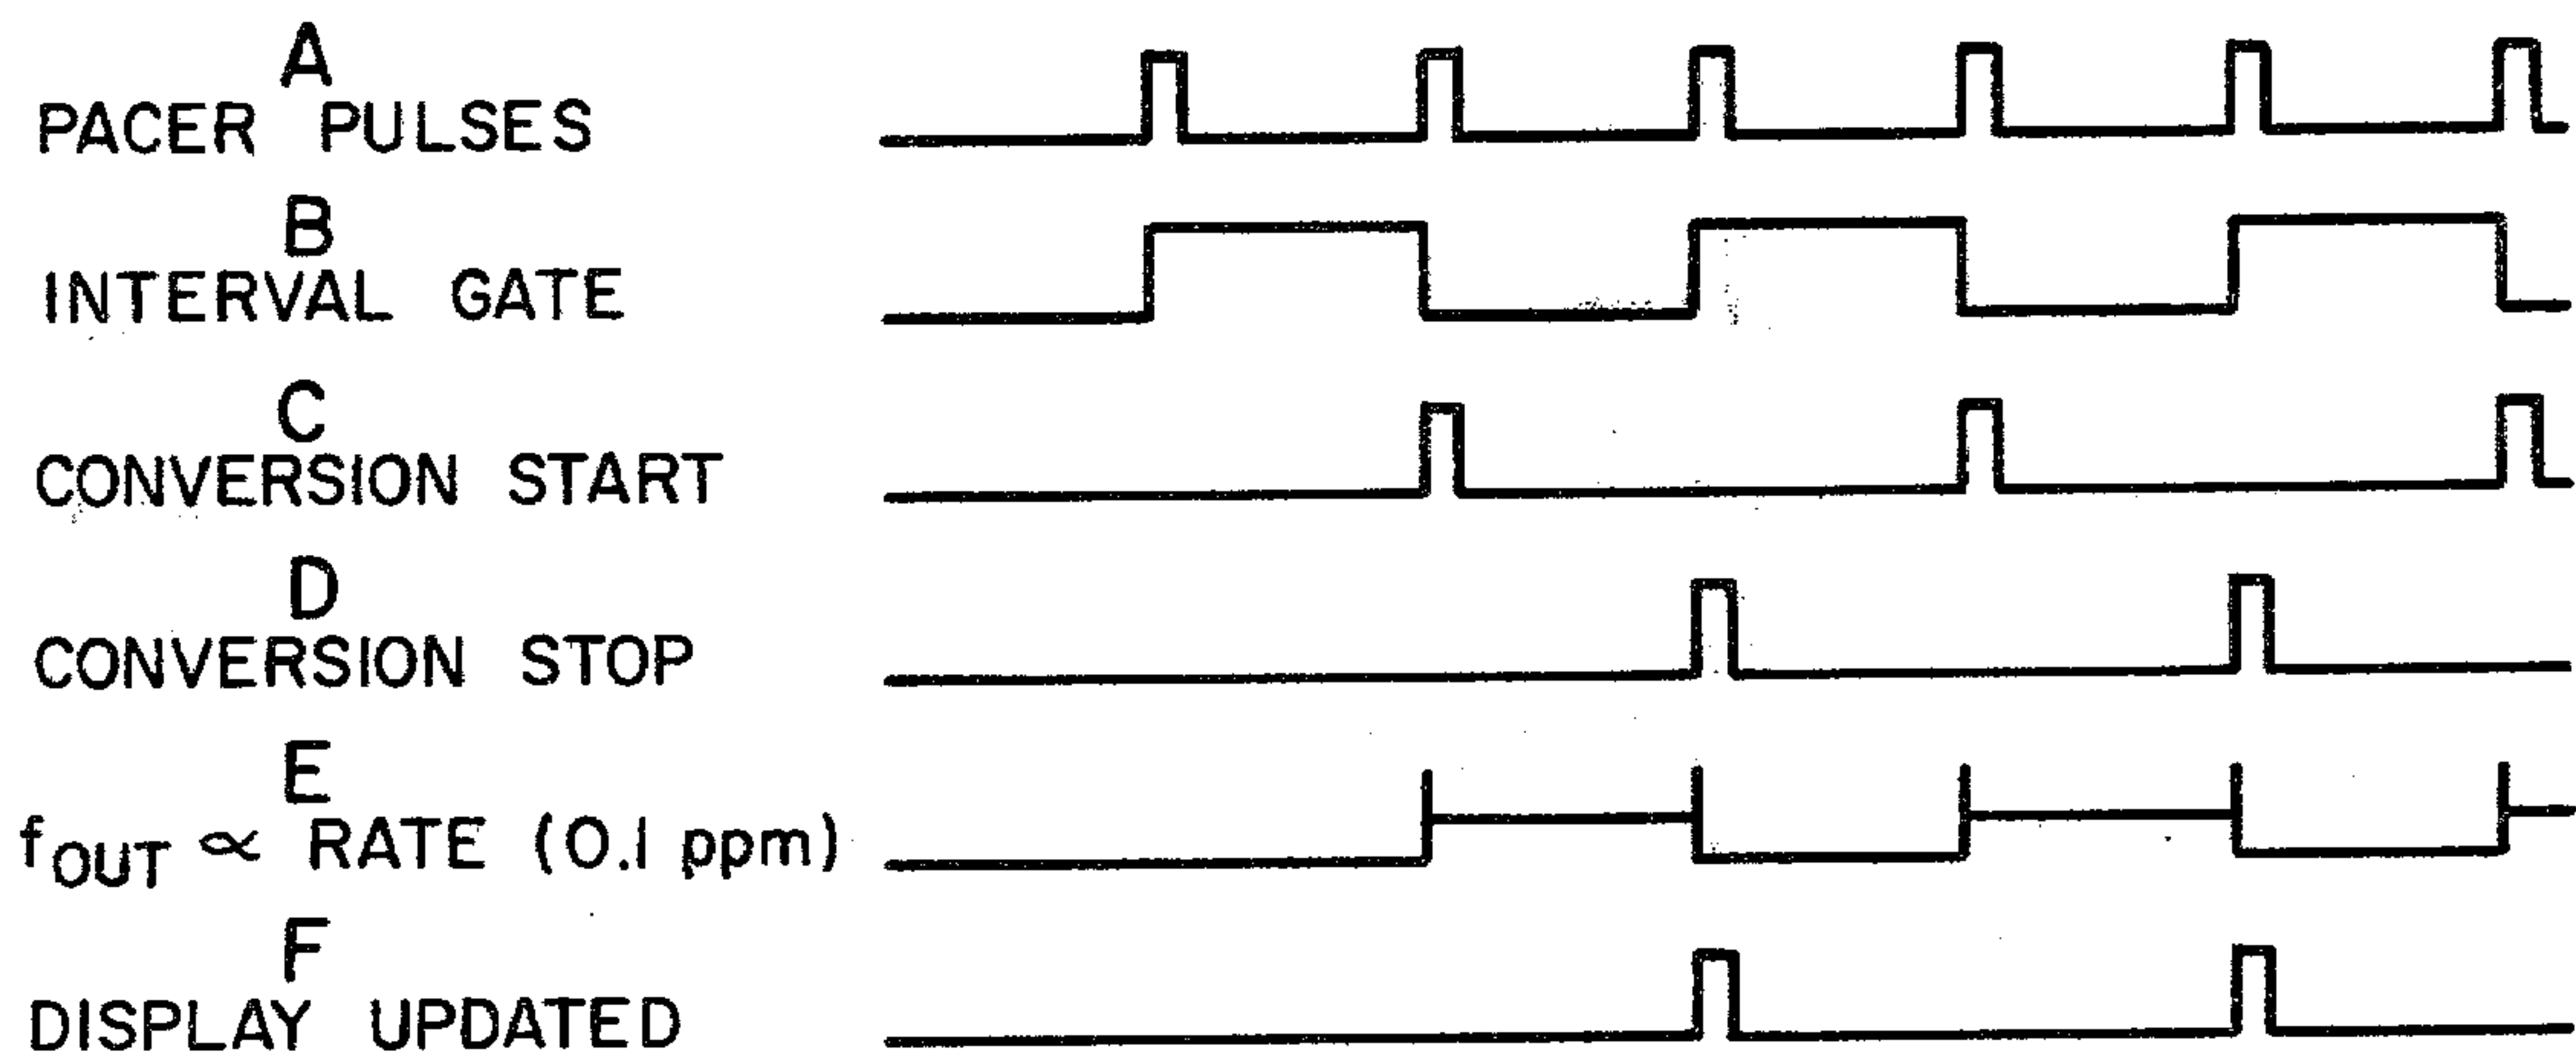 A
PACER PULSES
B
INTERVAL GATE
C
CONVERSION START
D
CONVERSION STOP
E
fOUT ∝ RATE (0.1 ppm)
F
DISPLAY UPDATED